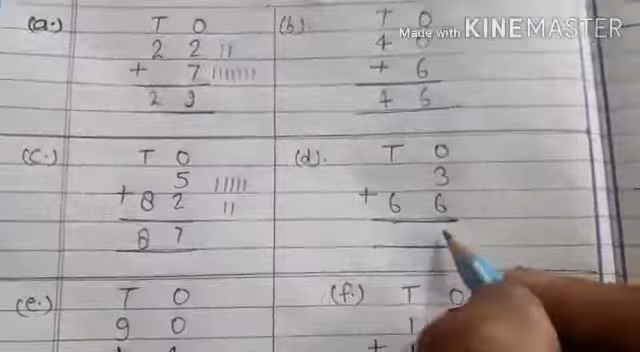 Made with KINEMASTER
(a.)
T O
2 2
+ 7
2 9
(b).
T O
4 0
+ 6
4 6
(c.)
T O
5
+ 8 2
8 7
(d).
T O
3
+ 6 6
(e.)
T O
9 0
(f.)
T O
1
+